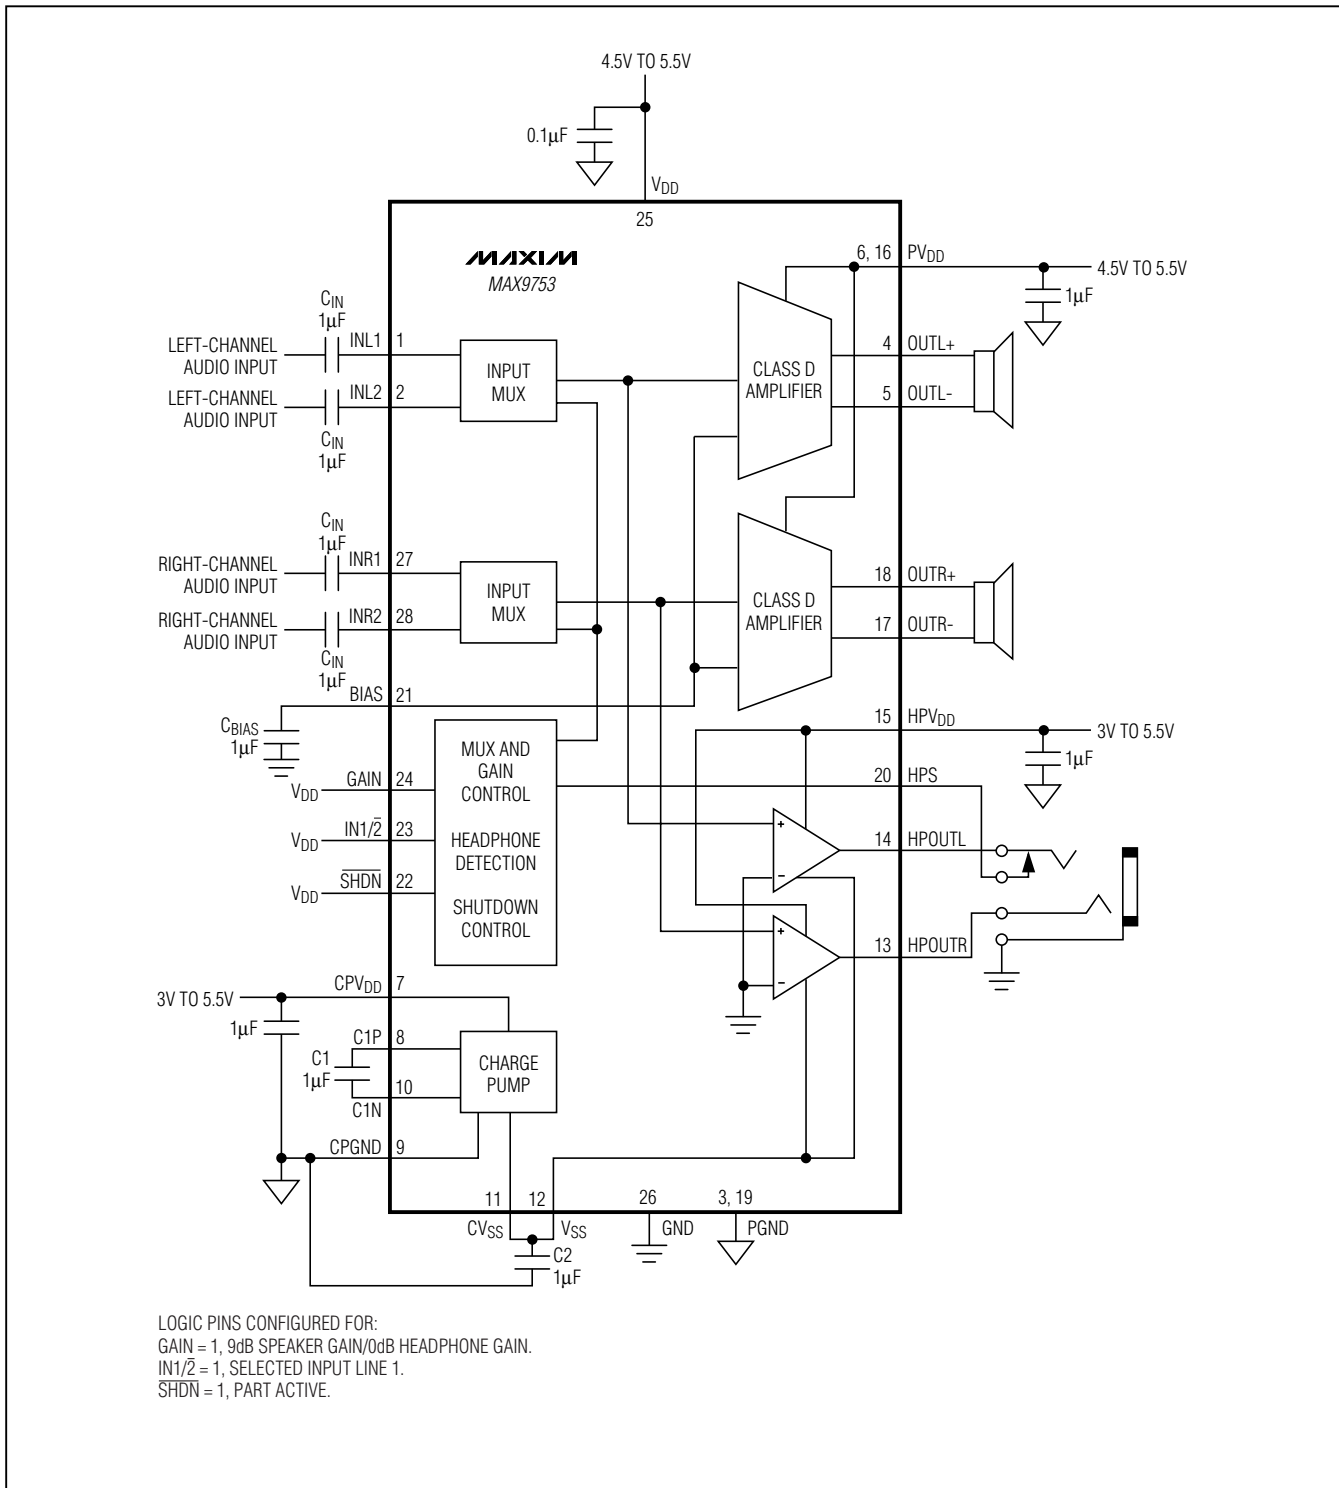 4.5V TO 5.5V
0.1μF
VDD
25
MAXIM
MAX9753
6, 16
PVDD
4.5V TO 5.5V
1μF
CIN
1μF
LEFT-CHANNEL
AUDIO INPUT
INL1
1
LEFT-CHANNEL
AUDIO INPUT
INL2
2
CIN
1μF
INPUT
MUX
CLASS D
AMPLIFIER
4
OUTL+
5
OUTL-
CIN
1μF
RIGHT-CHANNEL
AUDIO INPUT
INR1
27
RIGHT-CHANNEL
AUDIO INPUT
INR2
28
CIN
1μF
INPUT
MUX
CLASS D
AMPLIFIER
18
OUTR+
17
OUTR-
BIAS
21
CBIAS
1μF
15
HPVDD
3V TO 5.5V
1μF
MUX AND
GAIN
CONTROL
HEADPHONE
DETECTION
SHUTDOWN
CONTROL
VDD
GAIN
24
VDD
IN1/2̅
23
VDD
S̅H̅D̅N̅
22
20
HPS
+
−
14
HPOUTL
+
−
13
HPOUTR
3V TO 5.5V
CPVDD
7
1μF
C1P
8
C1
1μF
10
C1N
CHARGE
PUMP
CPGND
9
11
CVSS
12
VSS
C2
1μF
26
GND
3, 19
PGND
LOGIC PINS CONFIGURED FOR:
GAIN = 1, 9dB SPEAKER GAIN/0dB HEADPHONE GAIN.
IN1/2̅ = 1, SELECTED INPUT LINE 1.
S̅H̅D̅N̅ = 1, PART ACTIVE.